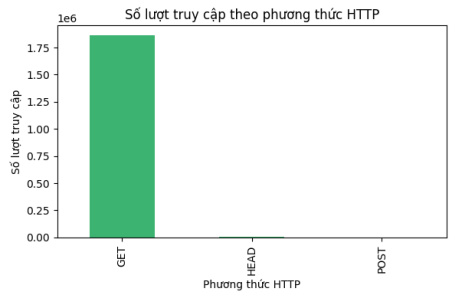 Số lượt truy cập theo phương thức HTTP
1e6
1.75
1.50
1.25
1.00
0.75
0.50
0.25
0.00
Số lượt truy cập
GET
HEAD
POST
Phương thức HTTP